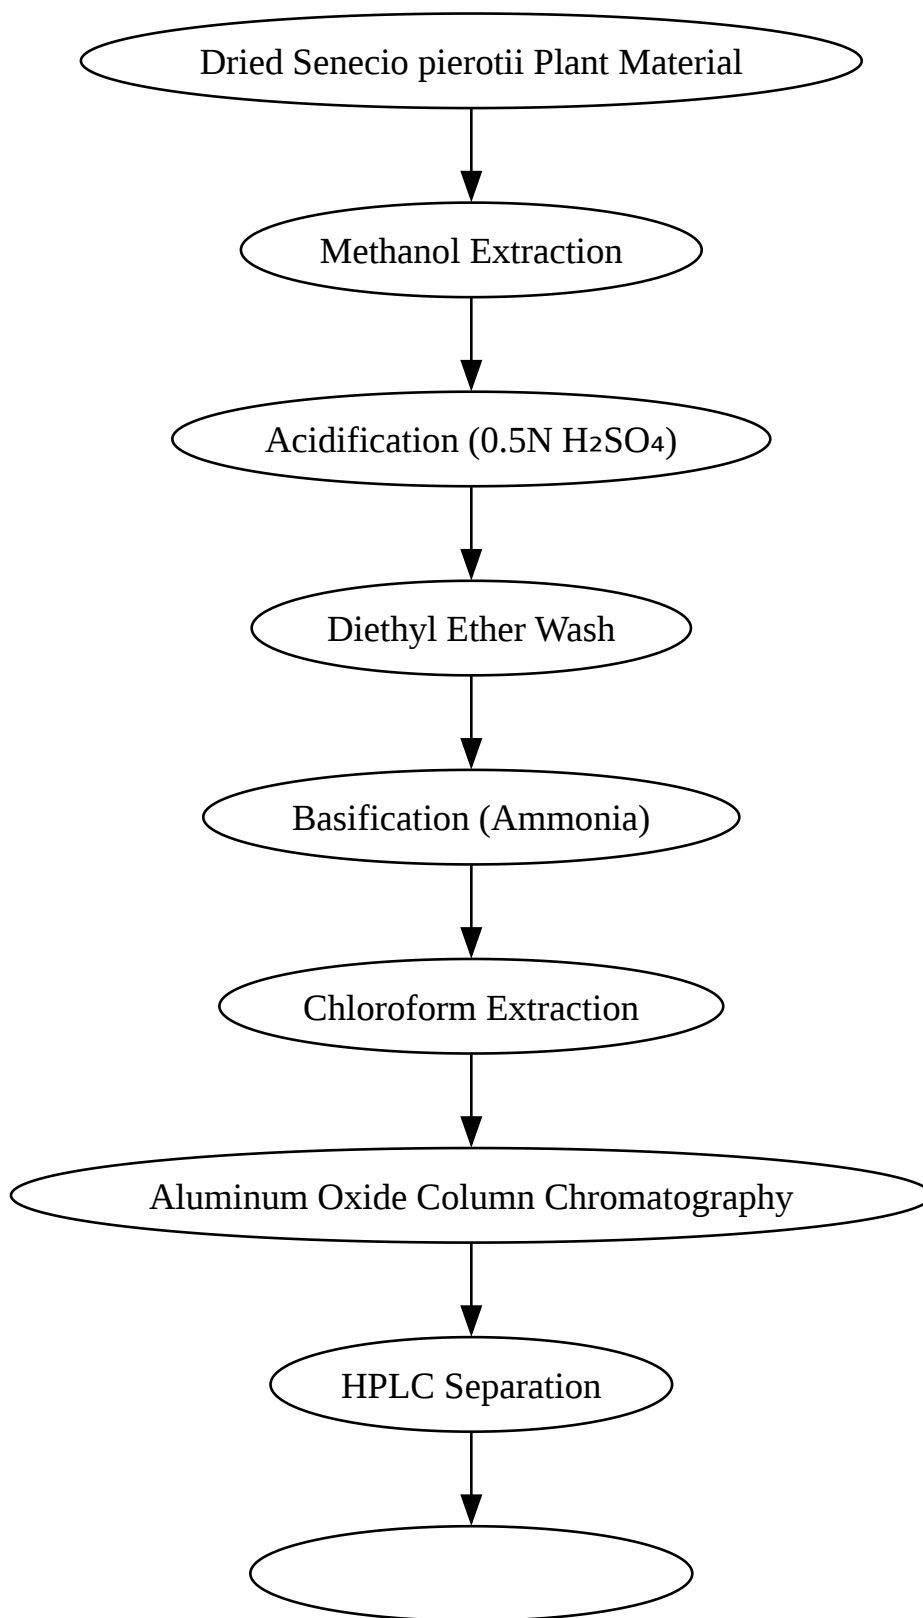 Dried Senecio pierotii Plant Material
Methanol Extraction
Acidification (0.5N H₂SO₄)
Diethyl Ether Wash
Basification (Ammonia)
Chloroform Extraction
Aluminum Oxide Column Chromatography
HPLC Separation